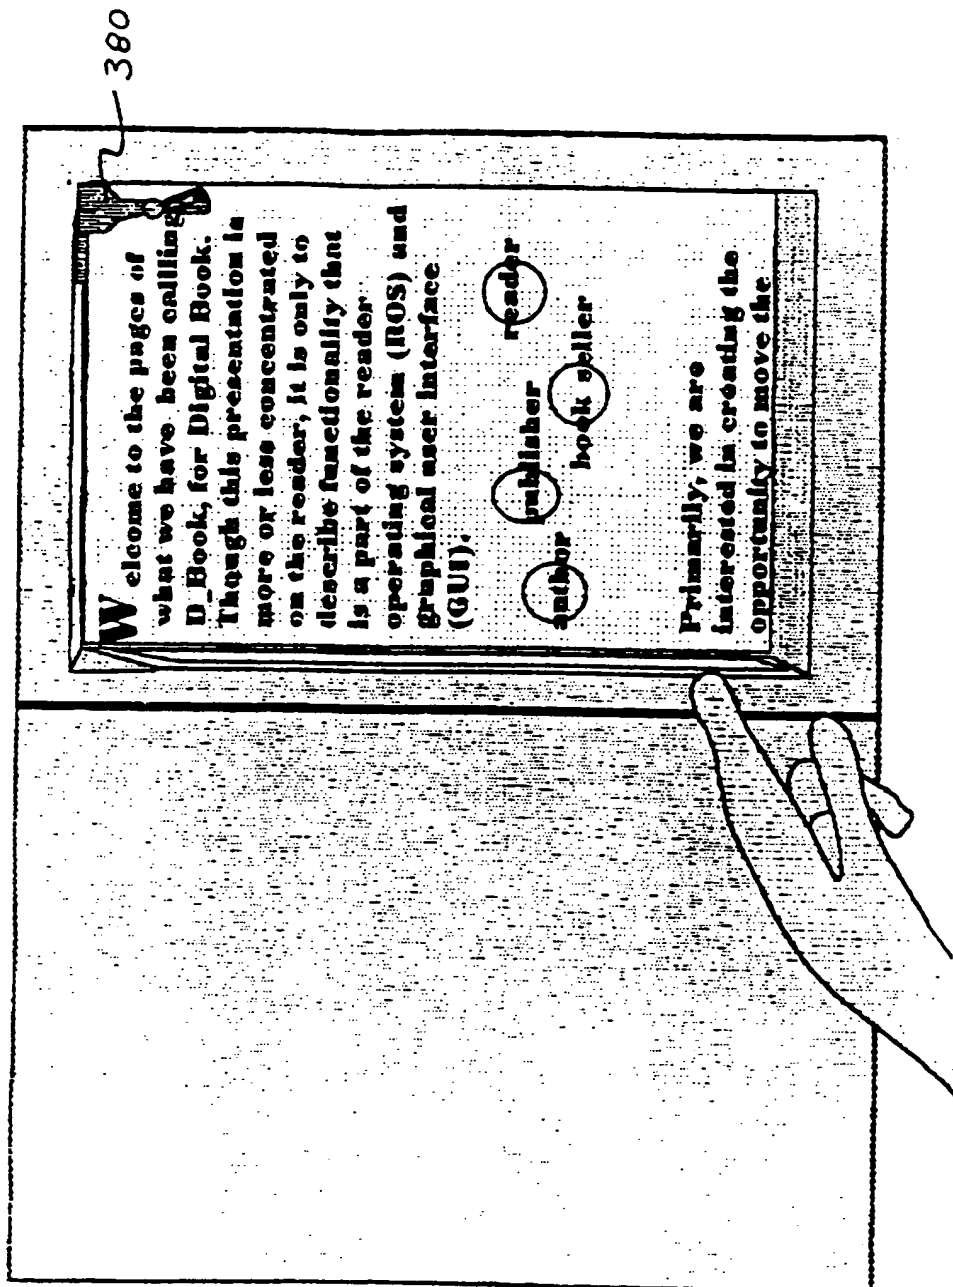 380
Welcome to the pages of
what we have been callling
D_Book, for Digital Book.
Though this presentation is
more or less concentrated
on the reader, it is only to
describe functionality that
is a part of the reader
operating system (ROS) and
graphical user interface
(GUI).
author publisher book seller reader
Primarily, we are
interested in creating the
opportunity to move the